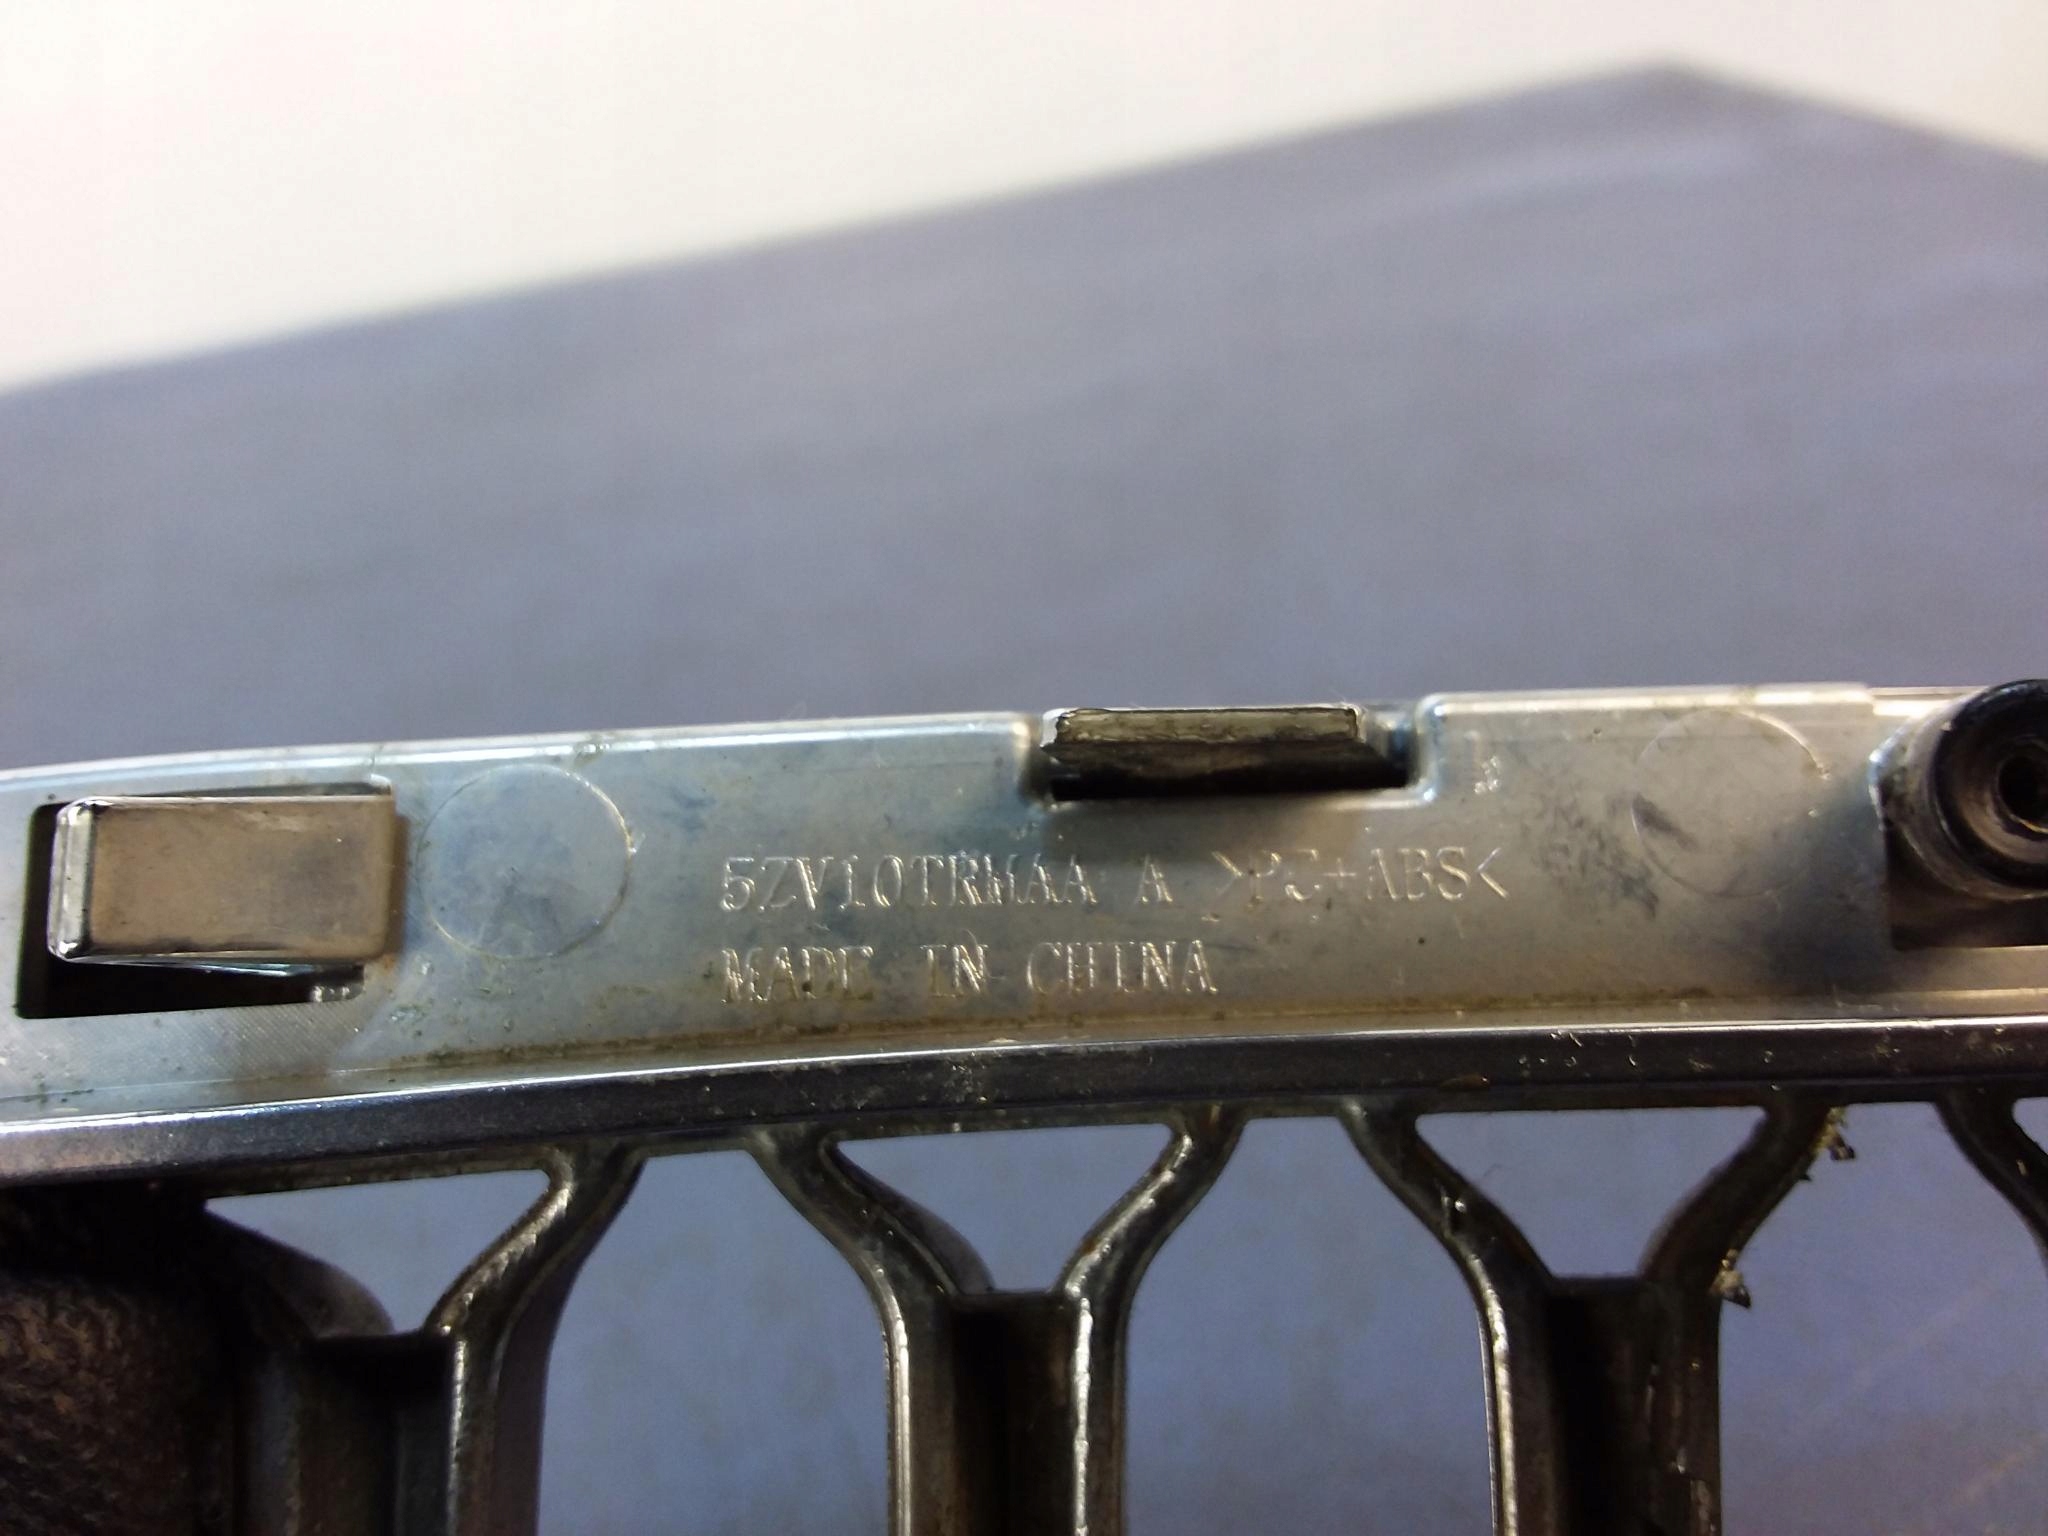 5ZV10TRMAA A >PC+ABS<
MADE IN CHINA